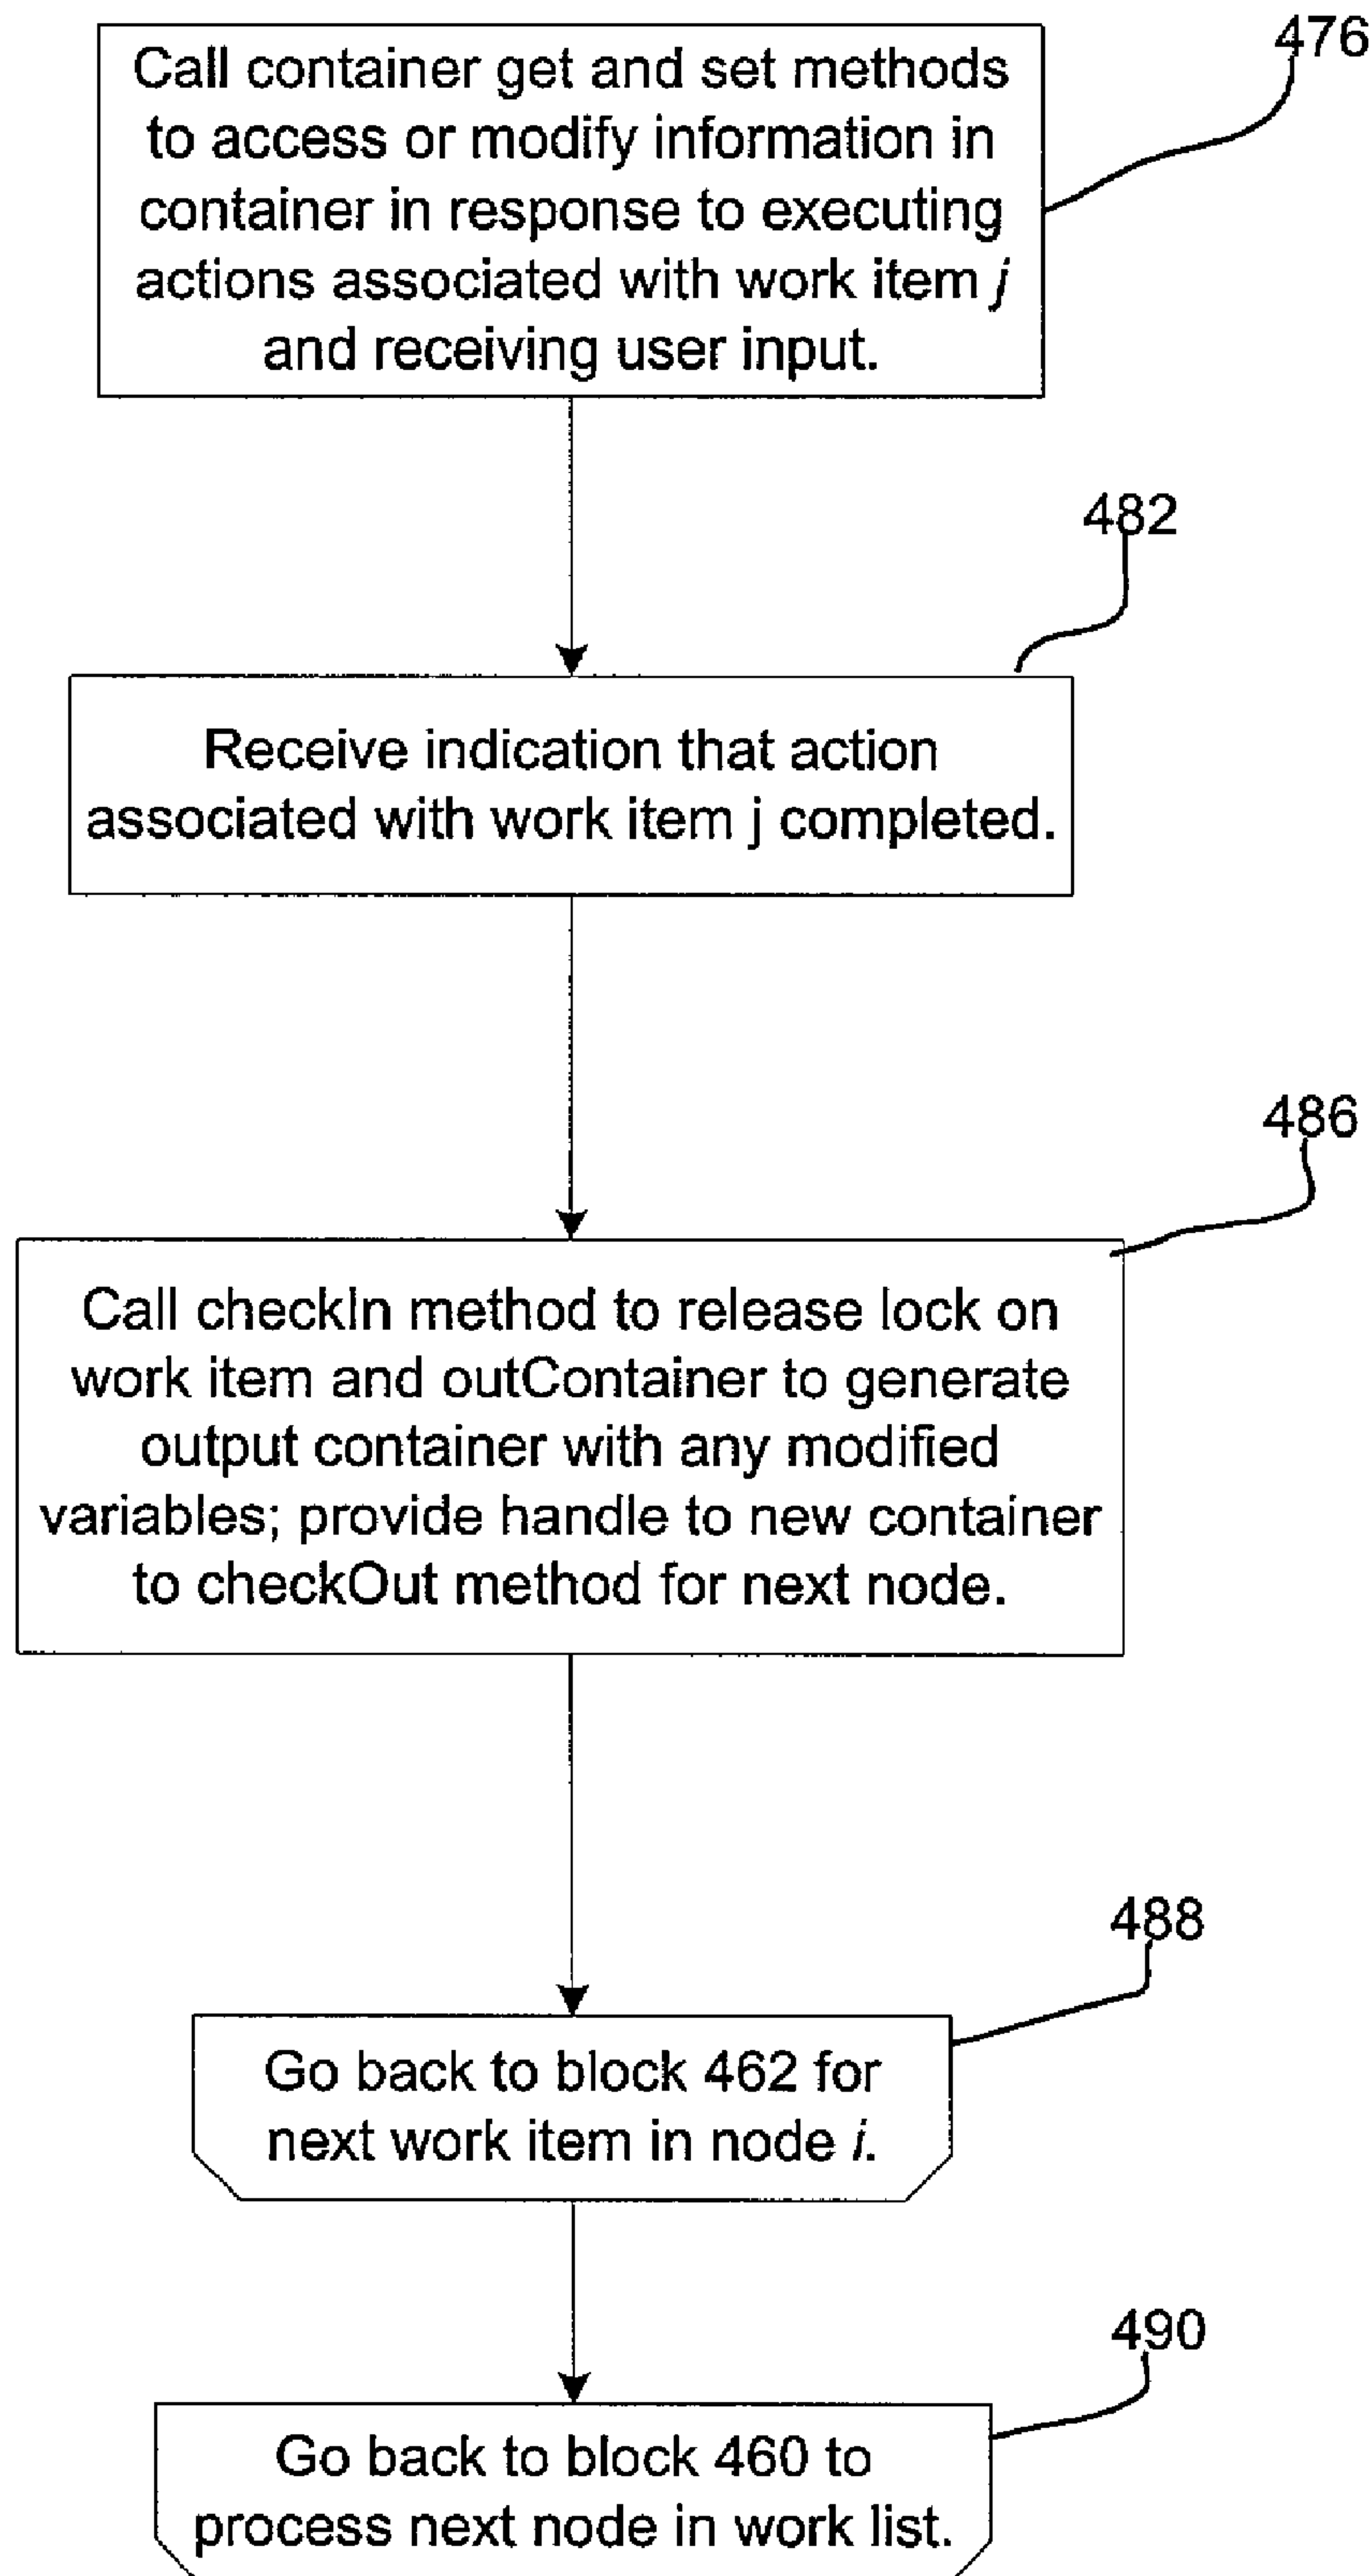 476
Call container get and set methods
to access or modify information in
container in response to executing
actions associated with work item j
and receiving user input.
482
Receive indication that action
associated with work item j completed.
486
Call checkIn method to release lock on
work item and outContainer to generate
output container with any modified
variables; provide handle to new container
to checkOut method for next node.
488
Go back to block 462 for
next work item in node i.
490
Go back to block 460 to
process next node in work list.